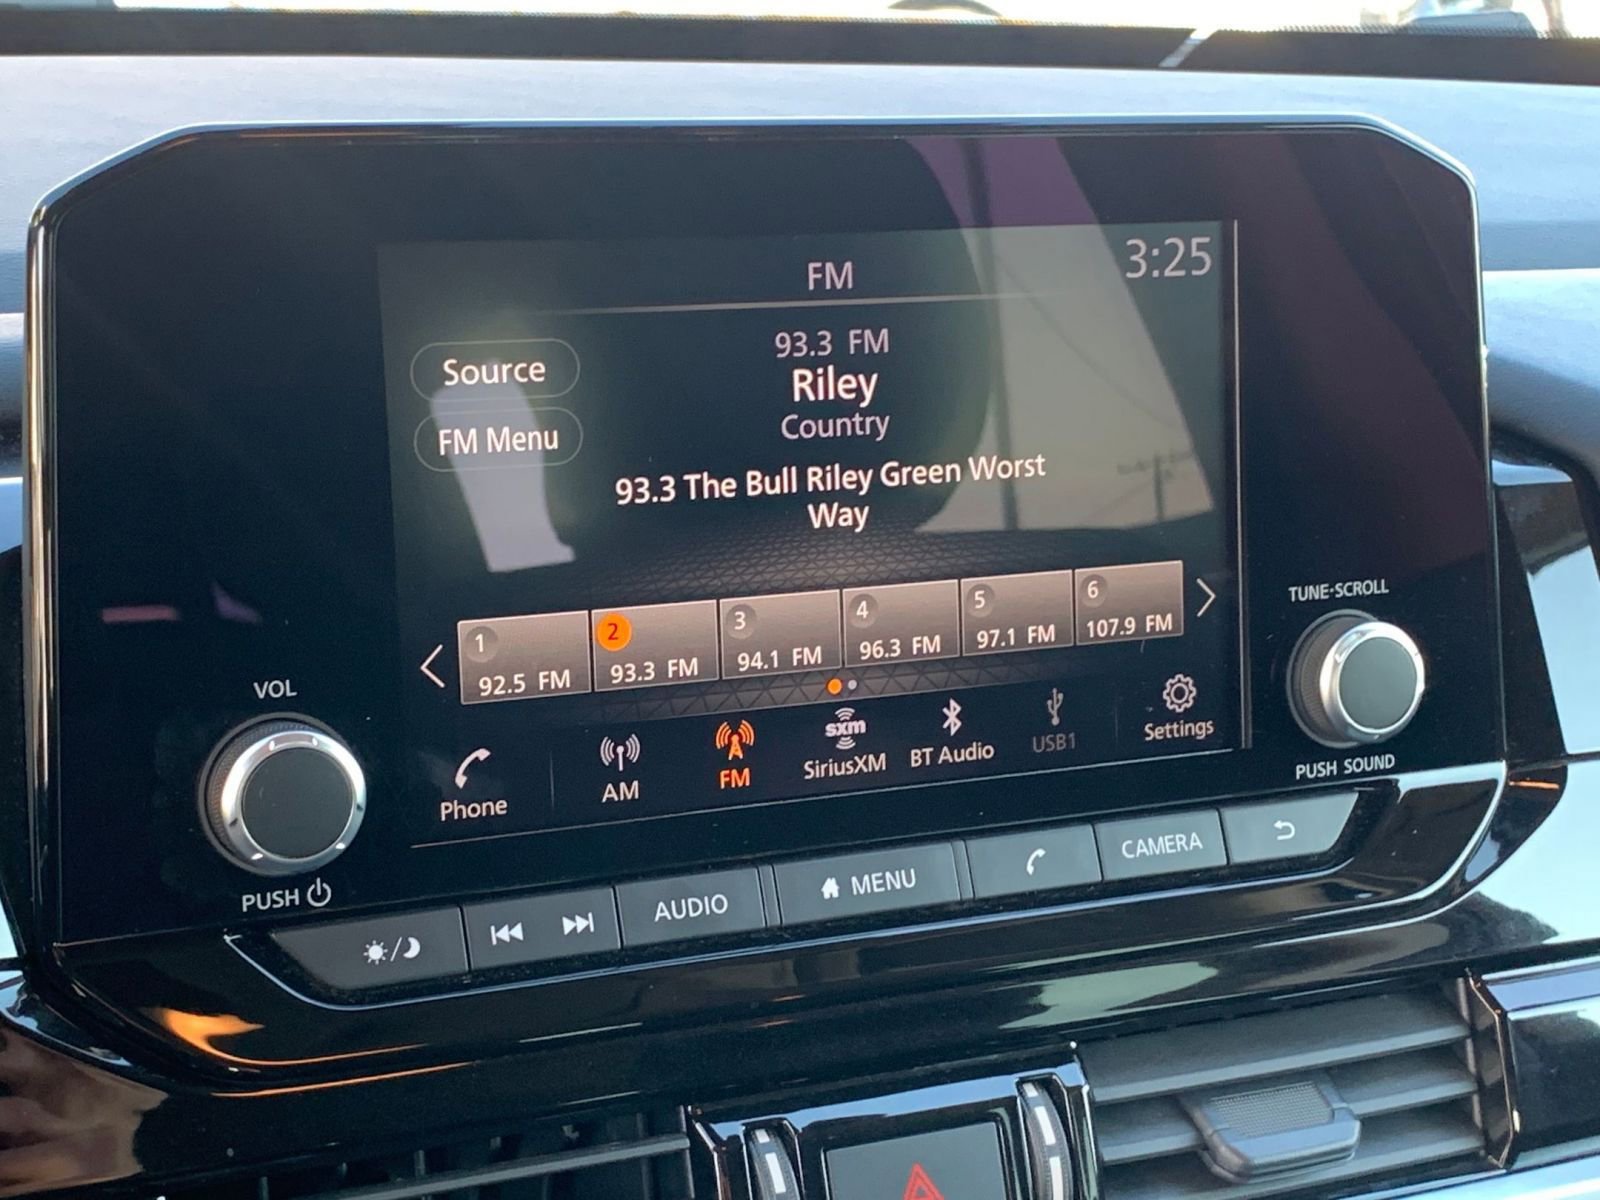 FM
3:25
Source
FM Menu
93.3 FM
Riley
Country
93.3 The Bull Riley Green Worst
Way
1
92.5 FM
2
93.3 FM
3
94.1 FM
4
96.3 FM
5
97.1 FM
6
107.9 FM
Phone
AM
FM
sxm
SiriusXM
BT Audio
USB1
Settings
VOL
PUSH
TUNE·SCROLL
PUSH SOUND
AUDIO
MENU
CAMERA